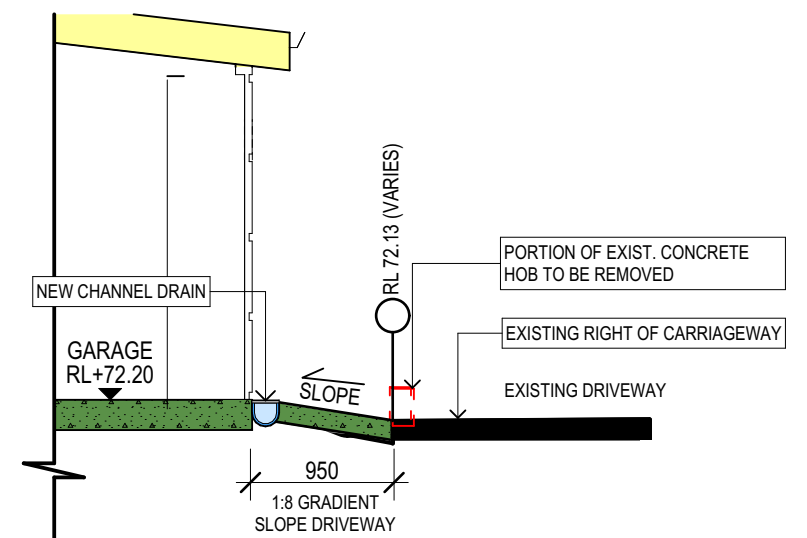 RL 72.13 (VARIES)
PORTION OF EXIST. CONCRETE
HOB TO BE REMOVED
NEW CHANNEL DRAIN
EXISTING RIGHT OF CARRIAGEWAY
GARAGE
RL+72.20
SLOPE
EXISTING DRIVEWAY
950
1:8 GRADIENT
SLOPE DRIVEWAY